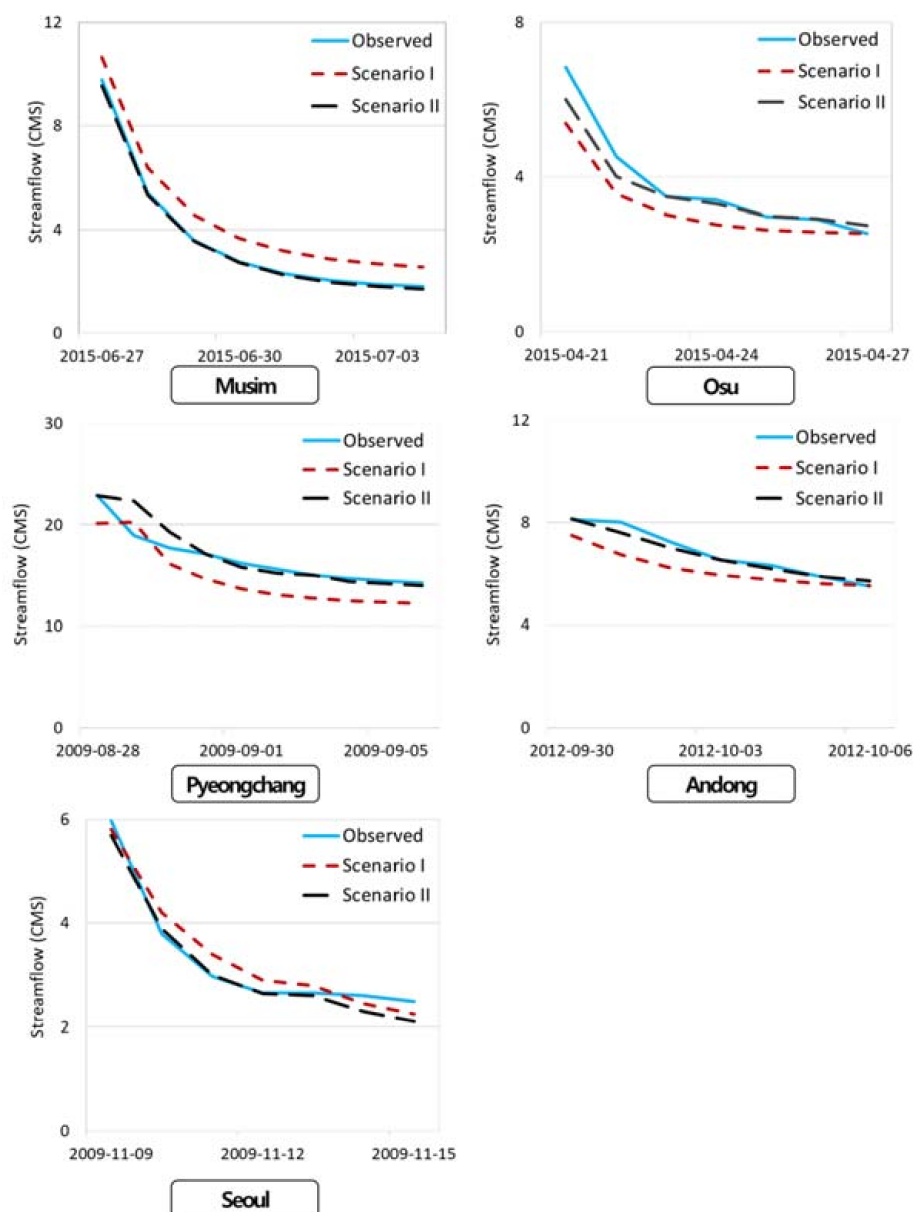 12
8
4
0
Streamflow (CMS)
Observed
Scenario I
Scenario II
2015-06-27 2015-06-30 2015-07-03
Musim
8
4
0
Streamflow (CMS)
Observed
Scenario I
Scenario II
2015-04-21 2015-04-24 2015-04-27
Osu
30
20
10
0
Streamflow (CMS)
Observed
Scenario I
Scenario II
2009-08-28 2009-09-01 2009-09-05
Pyeongchang
12
8
4
0
Streamflow (CMS)
Observed
Scenario I
Scenario II
2012-09-30 2012-10-03 2012-10-06
Andong
6
4
2
0
Streamflow (CMS)
Observed
Scenario I
Scenario II
2009-11-09 2009-11-12 2009-11-15
Seoul